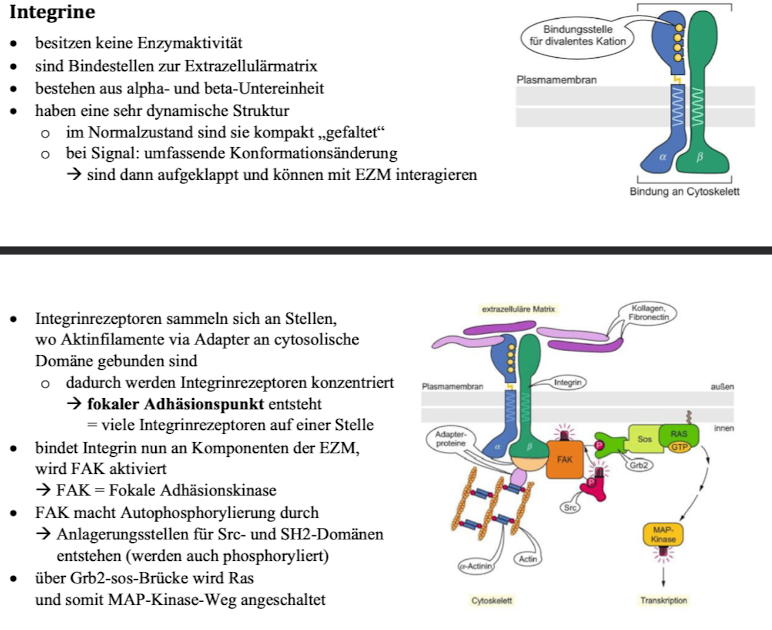 Integrine
• besitzen keine Enzymaktivität
• sind Bindestellen zur Extrazellulärmatrix
• bestehen aus alpha- und beta-Untereinheit
• haben eine sehr dynamische Struktur
o im Normalzustand sind sie kompakt „gefaltet“
o bei Signal: umfassende Konformationsänderung
→ sind dann aufgeklappt und können mit EZM interagieren
Bindungsstelle
für divalentes Kation
Plasmamembran
α
β
Bindung an Cytoskelett
• Integrinrezeptoren sammeln sich an Stellen,
wo Aktinfilamente via Adapter an cytosolische
Domäne gebunden sind
o dadurch werden Integrinrezeptoren konzentriert
→ fokaler Adhäsionspunkt entsteht
= viele Integrinrezeptoren auf einer Stelle
• bindet Integrin nun an Komponenten der EZM,
wird FAK aktiviert
→ FAK = Fokale Adhäsionskinase
• FAK macht Autophosphorylierung durch
→ Anlagerungsstellen für Src- und SH2-Domänen
entstehen (werden auch phosphoryliert)
• über Grb2-sos-Brücke wird Ras
und somit MAP-Kinase-Weg angeschaltet
extrazelluläre Matrix
Kollagen,
Fibronectin
Plasmamembran
Integrin
außen
innen
Adapter-
proteine
α
β
FAK
P
P
Src
Grb2
Sos
RAS
GTP
MAP-
Kinase
α-Actinin
Actin
Cytoskelett
Transkription